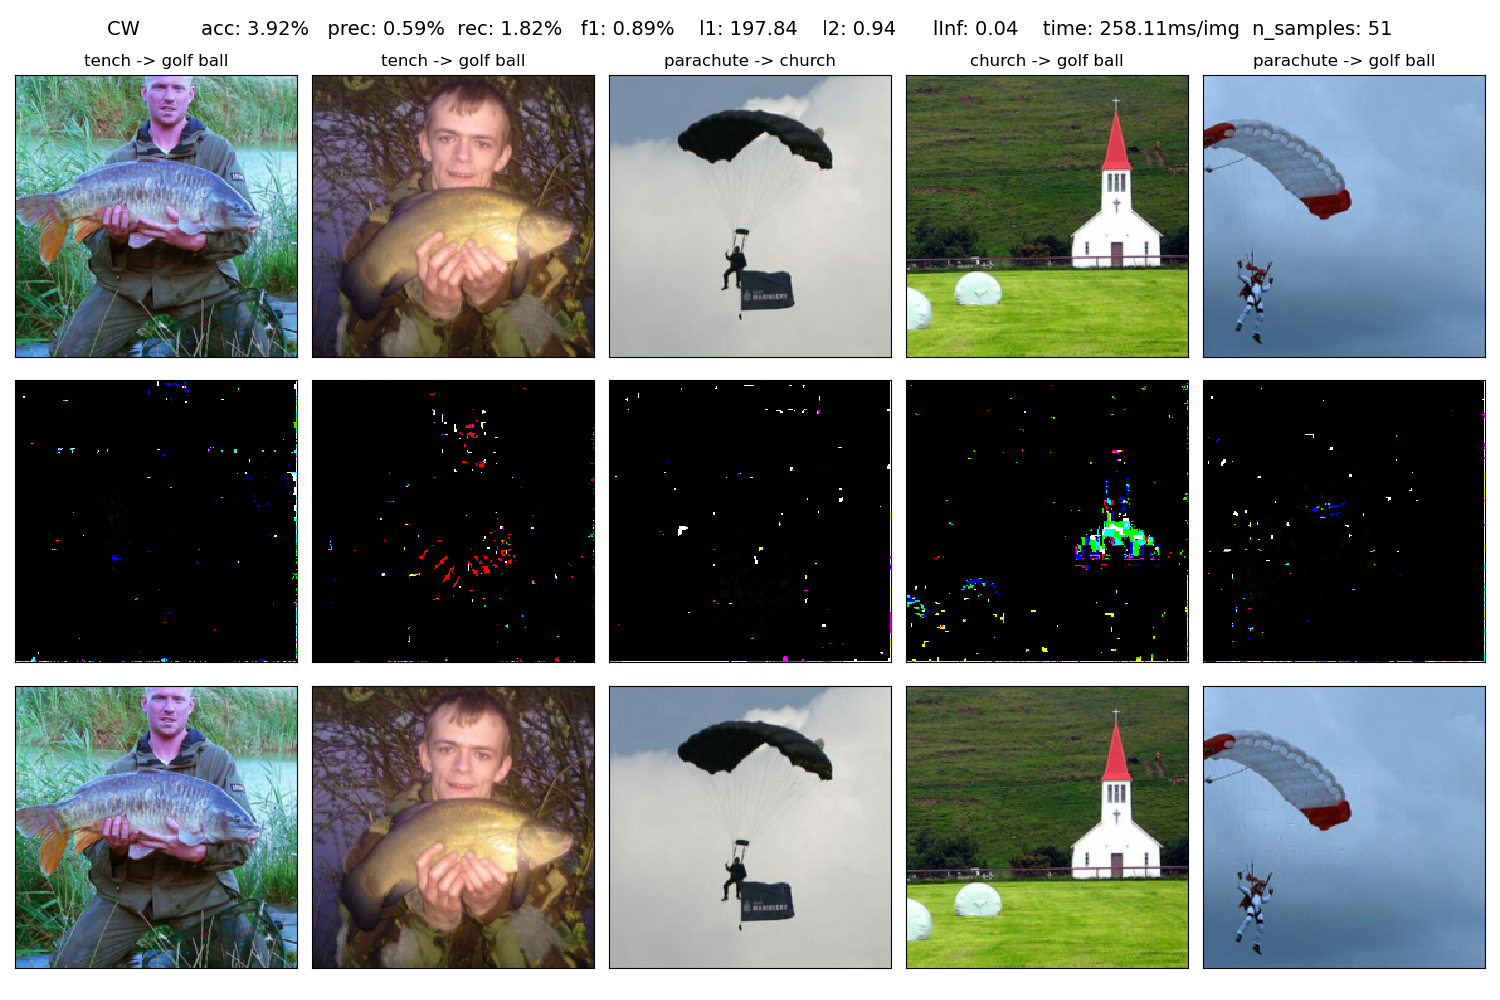 CW acc: 3.92% prec: 0.59% rec: 1.82% f1: 0.89% l1: 197.84 l2: 0.94 lInf: 0.04 time: 258.11ms/img n_samples: 51
tench -> golf ball
tench -> golf ball
parachute -> church
church -> golf ball
parachute -> golf ball